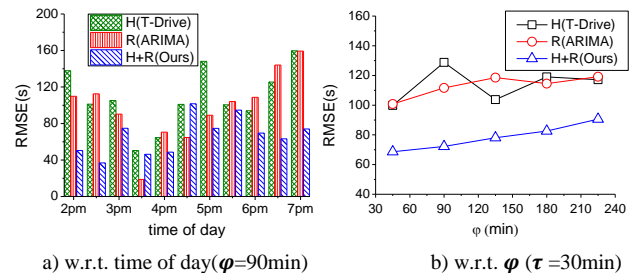 200
160
120
80
40
0
RMSE(s)
H(T-Drive)
R(ARIMA)
H+R(Ours)
2pm 3pm 4pm 5pm 6pm 7pm
time of day
a) w.r.t. time of day(φ=90min)
160
140
120
100
80
60
40
RMSE(s)
H(T-Drive)
R(ARIMA)
H+R(Ours)
30 60 90 120 150 180 210 240
φ (min)
b) w.r.t. φ (τ =30min)